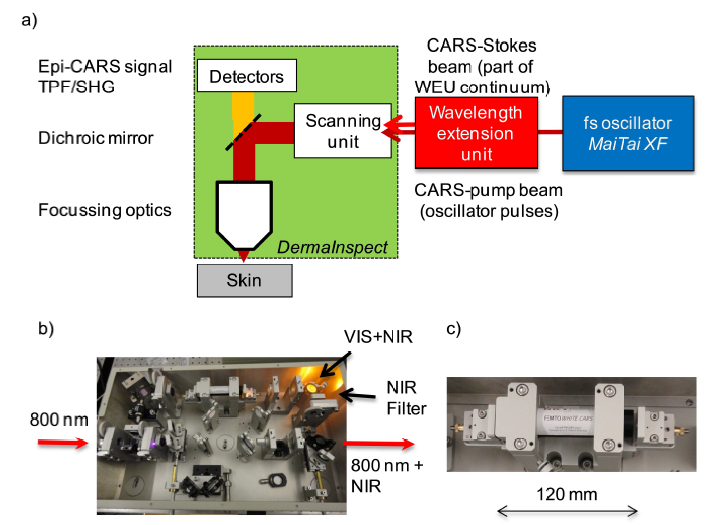 a)
Epi-CARS signal
TPF/SHG
Dichroic mirror
Focussing optics
Detectors
Scanning
unit
DermaInspect
Skin
CARS-Stokes
beam (part of
WEU continuum)
Wavelength
extension
unit
CARS-pump beam
(oscillator pulses)
fs oscillator
MaiTai XF
b)
VIS+NIR
NIR
Filter
800 nm
800 nm +
NIR
c)
FEMTOWHITE CARS
120 mm